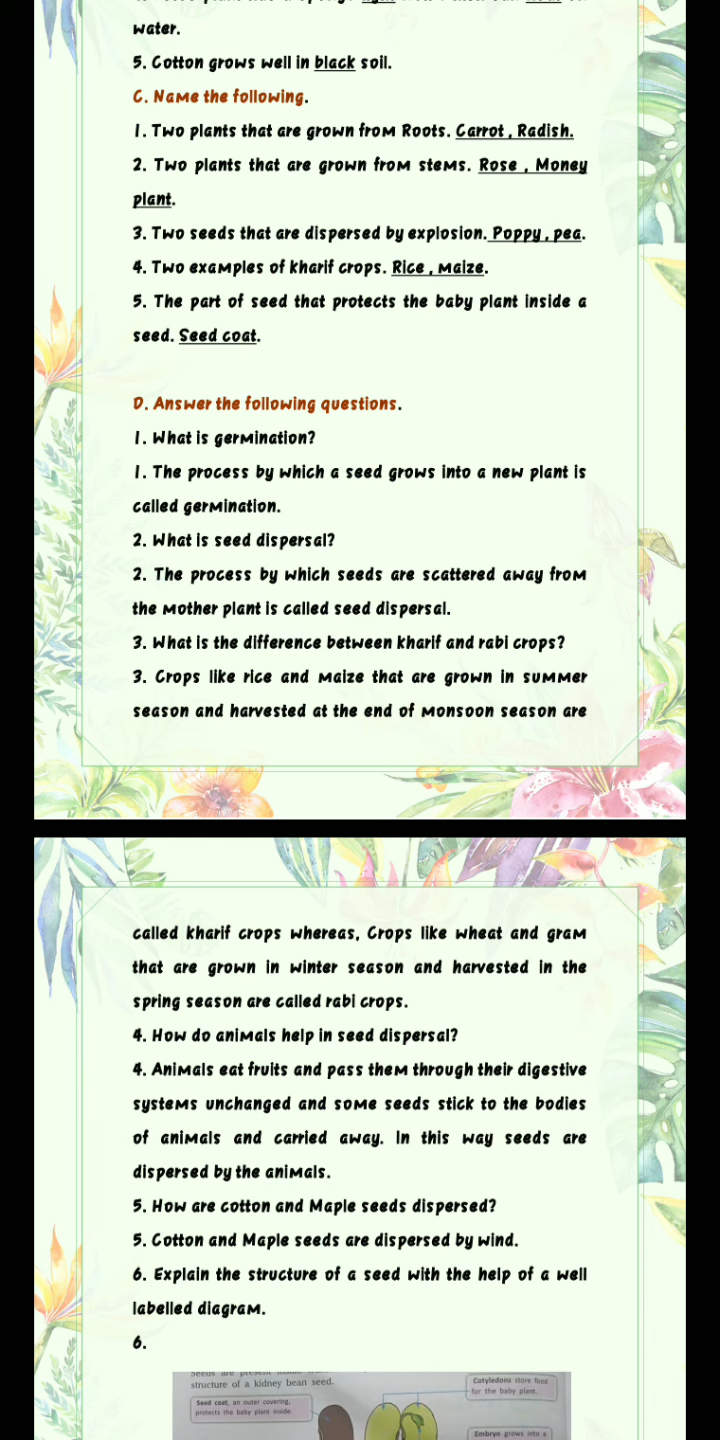 water.
5. Cotton grows well in black soil.
C. Name the following.
1. Two plants that are grown from Roots. Carrot , Radish.
2. Two plants that are grown from stems. Rose , Money
plant.
3. Two seeds that are dispersed by explosion. Poppy , pea.
4. Two examples of kharif crops. Rice , maize.
5. The part of seed that protects the baby plant inside a
seed. Seed coat.
D. Answer the following questions.
1. What is germination?
1. The process by which a seed grows into a new plant is
called germination.
2. What is seed dispersal?
2. The process by which seeds are scattered away from
the mother plant is called seed dispersal.
3. What is the difference between kharif and rabi crops?
3. Crops like rice and maize that are grown in summer
season and harvested at the end of monsoon season are
called kharif crops whereas, Crops like wheat and gram
that are grown in winter season and harvested in the
spring season are called rabi crops.
4. How do animals help in seed dispersal?
4. Animals eat fruits and pass them through their digestive
systems unchanged and some seeds stick to the bodies
of animals and carried away. In this way seeds are
dispersed by the animals.
5. How are cotton and Maple seeds dispersed?
5. Cotton and Maple seeds are dispersed by wind.
6. Explain the structure of a seed with the help of a well
labelled diagram.
6.
structure of a kidney bean seed.
Cotyledons store food
for the baby plant.
Seed coat, an outer covering,
protects the baby plant inside.
Embryo grows into a